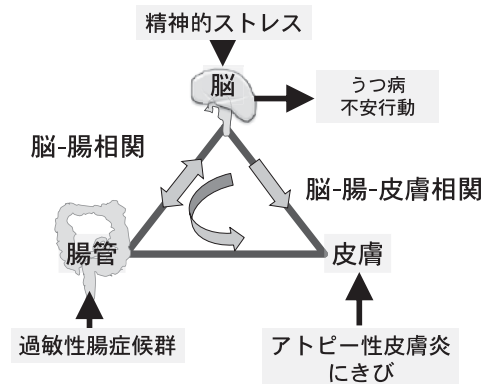 精神的ストレス
脳
うつ病
不安行動
脳-腸相関
脳-腸-皮膚相関
腸管
皮膚
過敏性腸症候群
アトピー性皮膚炎
にきび